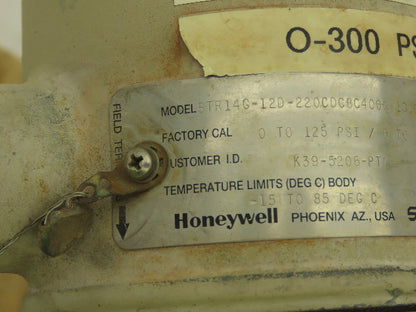 O-300 PS
MODEL STR14G-12D-
FACTORY CAL 0 TO 125 PSI /
CUSTOMER I.D. K39-5206-PT
TEMPERATURE LIMITS (DEG C) BODY
-15 TO 85 DEG C
Honeywell PHOENIX AZ., USA
FIELD TER